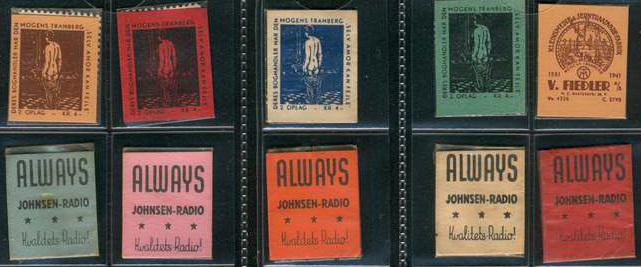 DERES BOGHANDLER HAR DEN
MOGENS TRANBERG
SELV AMOR KAN FEJLE
2 OPLAG - KR. 4-
DERES BOGHANDLER HAR DEN
MOGENS TRANBERG
SELV AMOR KAN FEJLE
2 OPLAG - KR. 4-
DERES BOGHANDLER HAR DEN
MOGENS TRANBERG
SELV AMOR KAN FEJLE
2 OPLAG - KR. 4-
DERES BOGHANDLER HAR DEN
MOGENS TRANBERG
SELV AMOR KAN FEJLE
2 OPLAG - KR. 4-
1881 1941
V. FIEDLER A/S
ALWAYS
JOHNSEN-RADIO
Kvalitets-Radio!
ALWAYS
JOHNSEN-RADIO
Kvalitets-Radio!
ALWAYS
JOHNSEN-RADIO
Kvalitets-Radio!
ALWAYS
JOHNSEN-RADIO
Kvalitets-Radio!
ALWAYS
JOHNSEN-RADIO
Kvalitets-Radio!